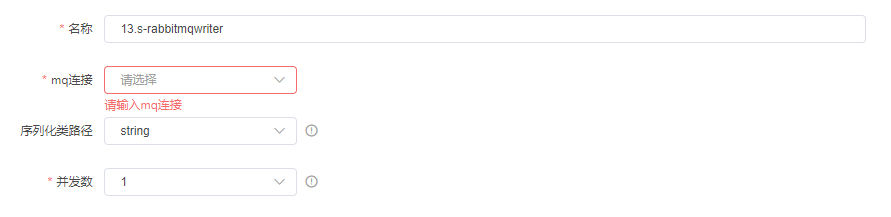 * 名称 13.s-rabbitmqwriter
* mq连接 请选择
请输入mq连接
序列化类路径 string
* 并发数 1